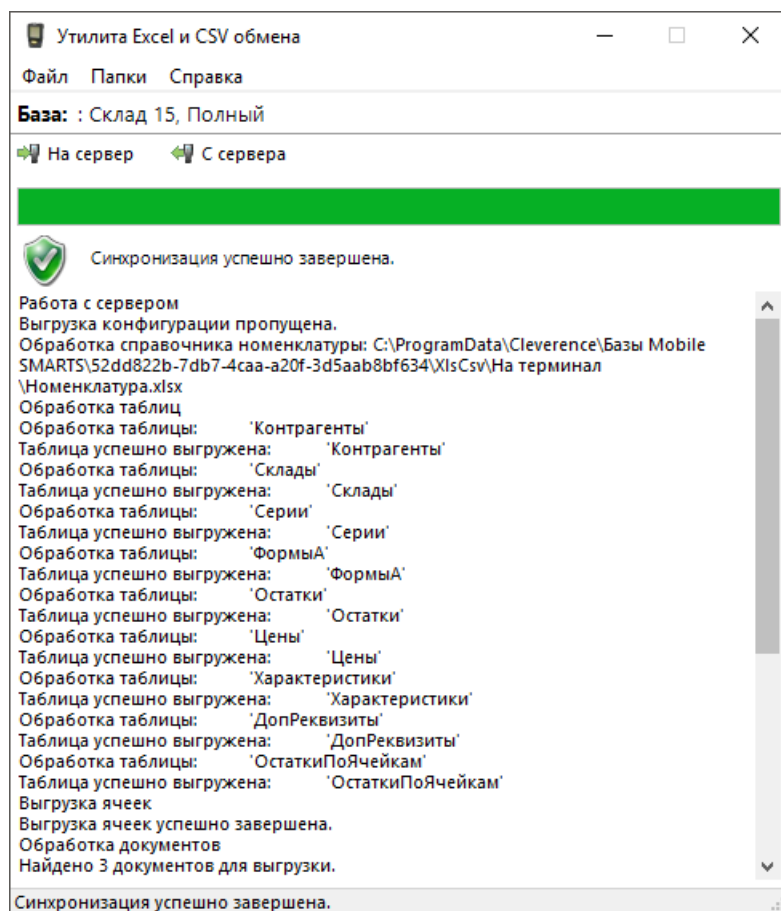 Утилита Excel и CSV обмена
Файл Папки Справка
База: : Склад 15, Полный
На сервер С сервера
Синхронизация успешно завершена.
Работа с сервером
Выгрузка конфигурации пропущена.
Обработка справочника номенклатуры: C:\ProgramData\Cleverence\Базы Mobile
SMARTS\52dd822b-7db7-4caa-a20f-3d5aab8bf634\XlsCsv\На терминал
\Номенклатура.xlsx
Обработка таблиц
Обработка таблицы: 'Контрагенты'
Таблица успешно выгружена: 'Контрагенты'
Обработка таблицы: 'Склады'
Таблица успешно выгружена: 'Склады'
Обработка таблицы: 'Серии'
Таблица успешно выгружена: 'Серии'
Обработка таблицы: 'ФормыА'
Таблица успешно выгружена: 'ФормыА'
Обработка таблицы: 'Остатки'
Таблица успешно выгружена: 'Остатки'
Обработка таблицы: 'Цены'
Таблица успешно выгружена: 'Цены'
Обработка таблицы: 'Характеристики'
Таблица успешно выгружена: 'Характеристики'
Обработка таблицы: 'ДопРеквизиты'
Таблица успешно выгружена: 'ДопРеквизиты'
Обработка таблицы: 'ОстаткиПоЯчейкам'
Таблица успешно выгружена: 'ОстаткиПоЯчейкам'
Выгрузка ячеек
Выгрузка ячеек успешно завершена.
Обработка документов
Найдено 3 документов для выгрузки.
Синхронизация успешно завершена.